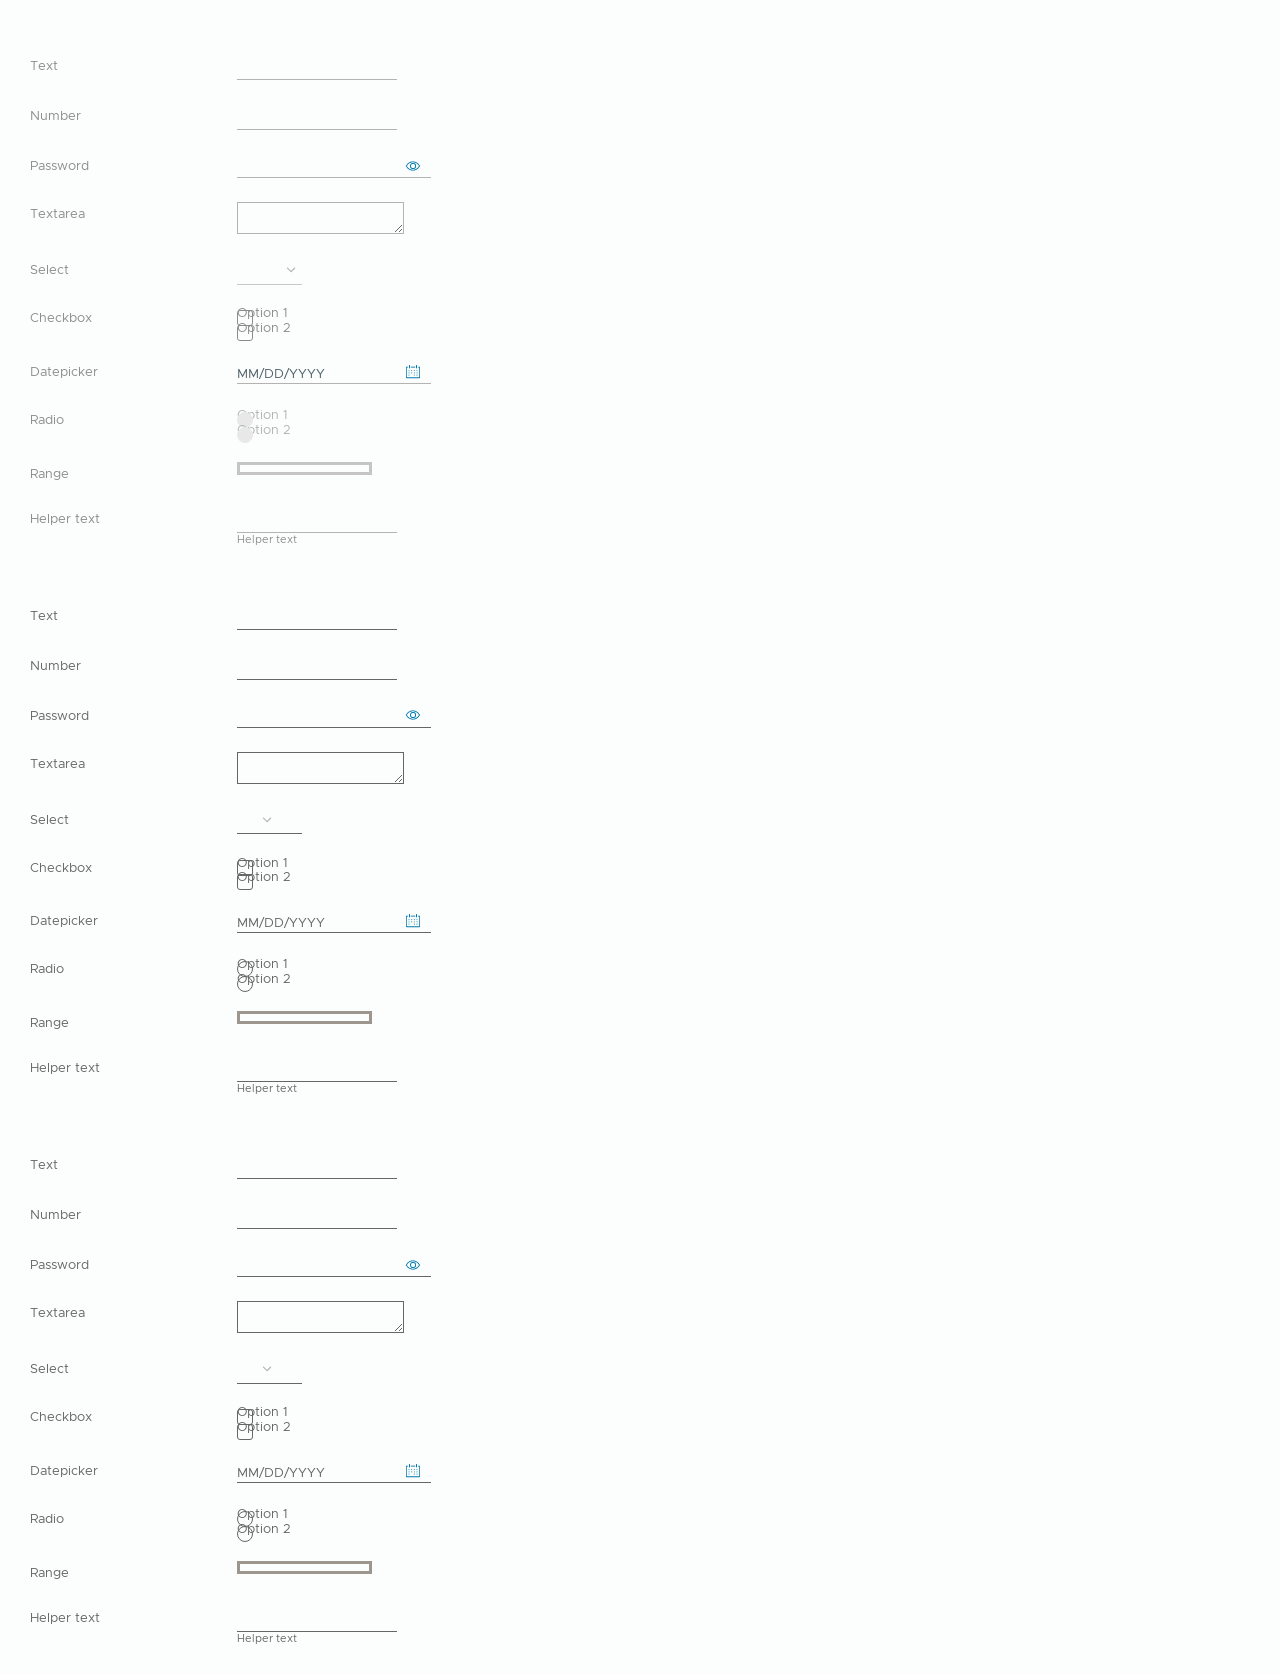 Text
Number
Password
Textarea
Select
Checkbox
Option 1
Option 2
Datepicker
MM/DD/YYYY
Radio
Option 1
Option 2
Range
Helper text
Helper text
Text
Number
Password
Textarea
Select
Checkbox
Option 1
Option 2
Datepicker
MM/DD/YYYY
Radio
Option 1
Option 2
Range
Helper text
Helper text
Text
Number
Password
Textarea
Select
Checkbox
Option 1
Option 2
Datepicker
MM/DD/YYYY
Radio
Option 1
Option 2
Range
Helper text
Helper text